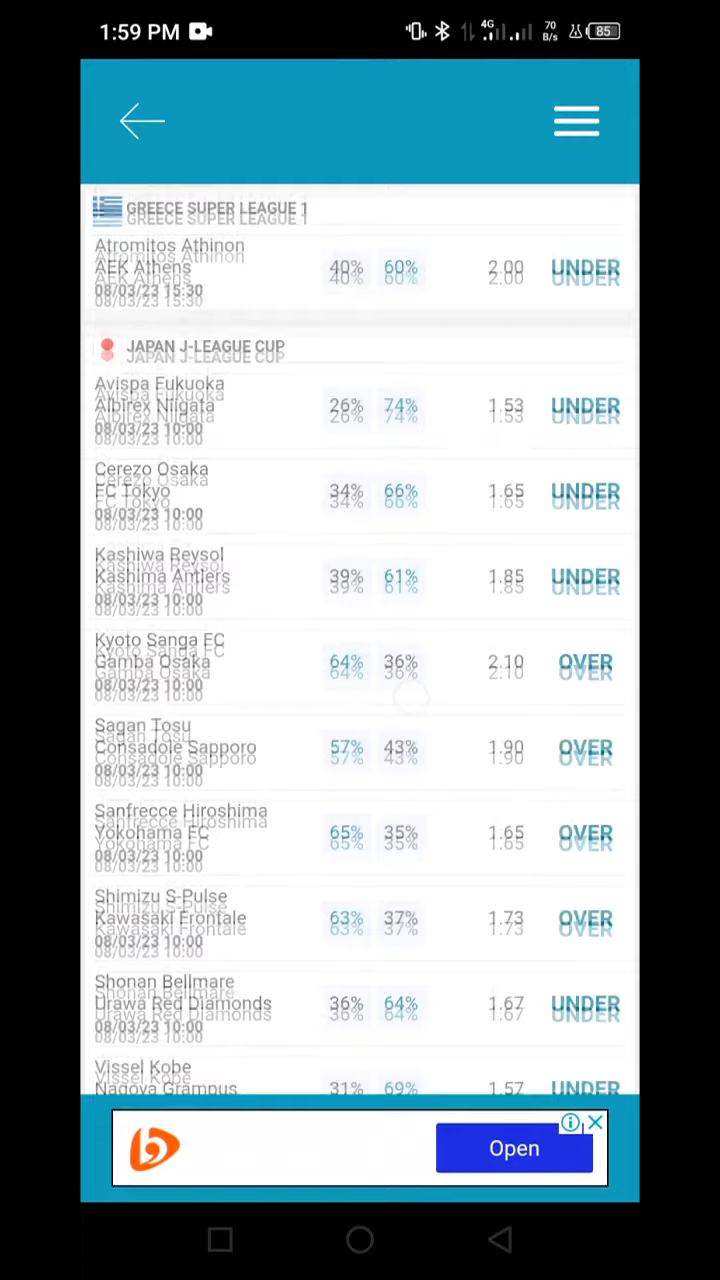 1:59 PM 4G 70 B/s 85
GREECE SUPER LEAGUE 1
Atromitos Athinon
AEK Athens 40% 60% 2.00 UNDER
08/03/23 15:30
JAPAN J-LEAGUE CUP
Avispa Fukuoka
Albirex Niigata 26% 74% 1.53 UNDER
08/03/23 10:00
Cerezo Osaka
FC Tokyo 34% 66% 1.65 UNDER
08/03/23 10:00
Kashiwa Reysol
Kashima Antlers 39% 61% 1.85 UNDER
08/03/23 10:00
Kyoto Sanga FC
Gamba Osaka 64% 36% 2.10 OVER
08/03/23 10:00
Sagan Tosu
Consadole Sapporo 57% 43% 1.90 OVER
08/03/23 10:00
Sanfrecce Hiroshima
Yokohama FC 65% 35% 1.65 OVER
08/03/23 10:00
Shimizu S-Pulse
Kawasaki Frontale 63% 37% 1.73 OVER
08/03/23 10:00
Shonan Bellmare
Urawa Red Diamonds 36% 64% 1.67 UNDER
08/03/23 10:00
Vissel Kobe
Nagoya Grampus 31% 69% 1.57 UNDER
Open